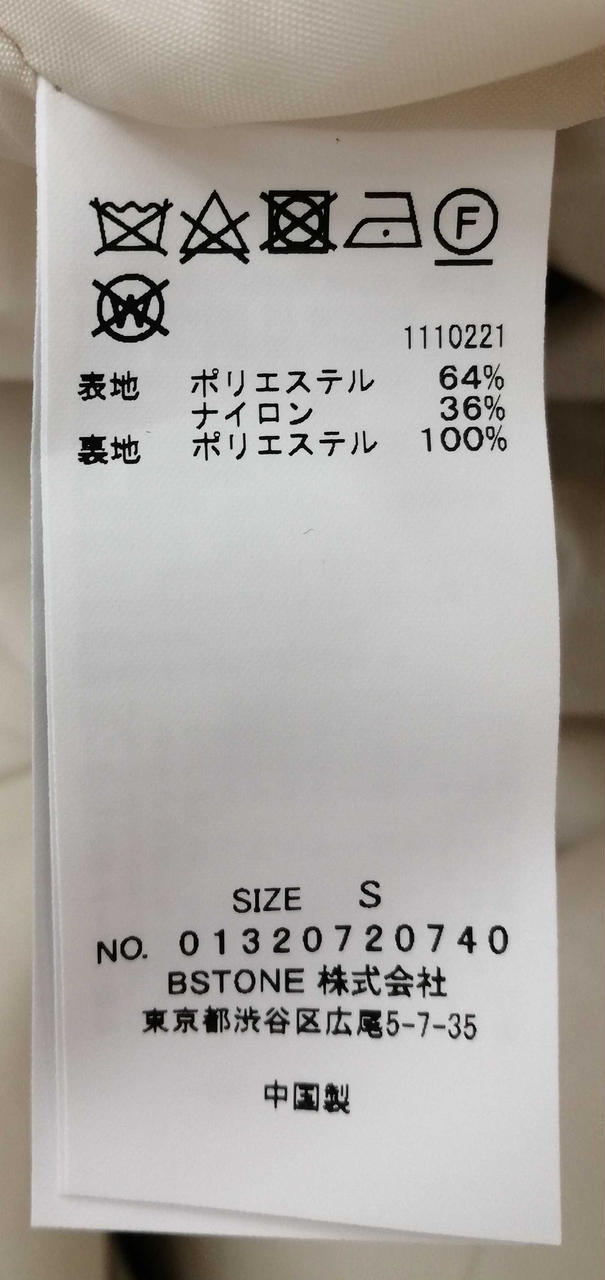 F
W
1110221
表地 ポリエステル 64%
ナイロン 36%
裏地 ポリエステル 100%
SIZE S
NO. 01320720740
BSTONE 株式会社
東京都渋谷区広尾5-7-35
中国製